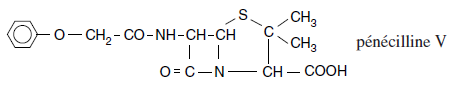 S
CH3
O-CH2-CO-NH-CH-CH C CH3 pénécilline V
O=C-N CH-COOH